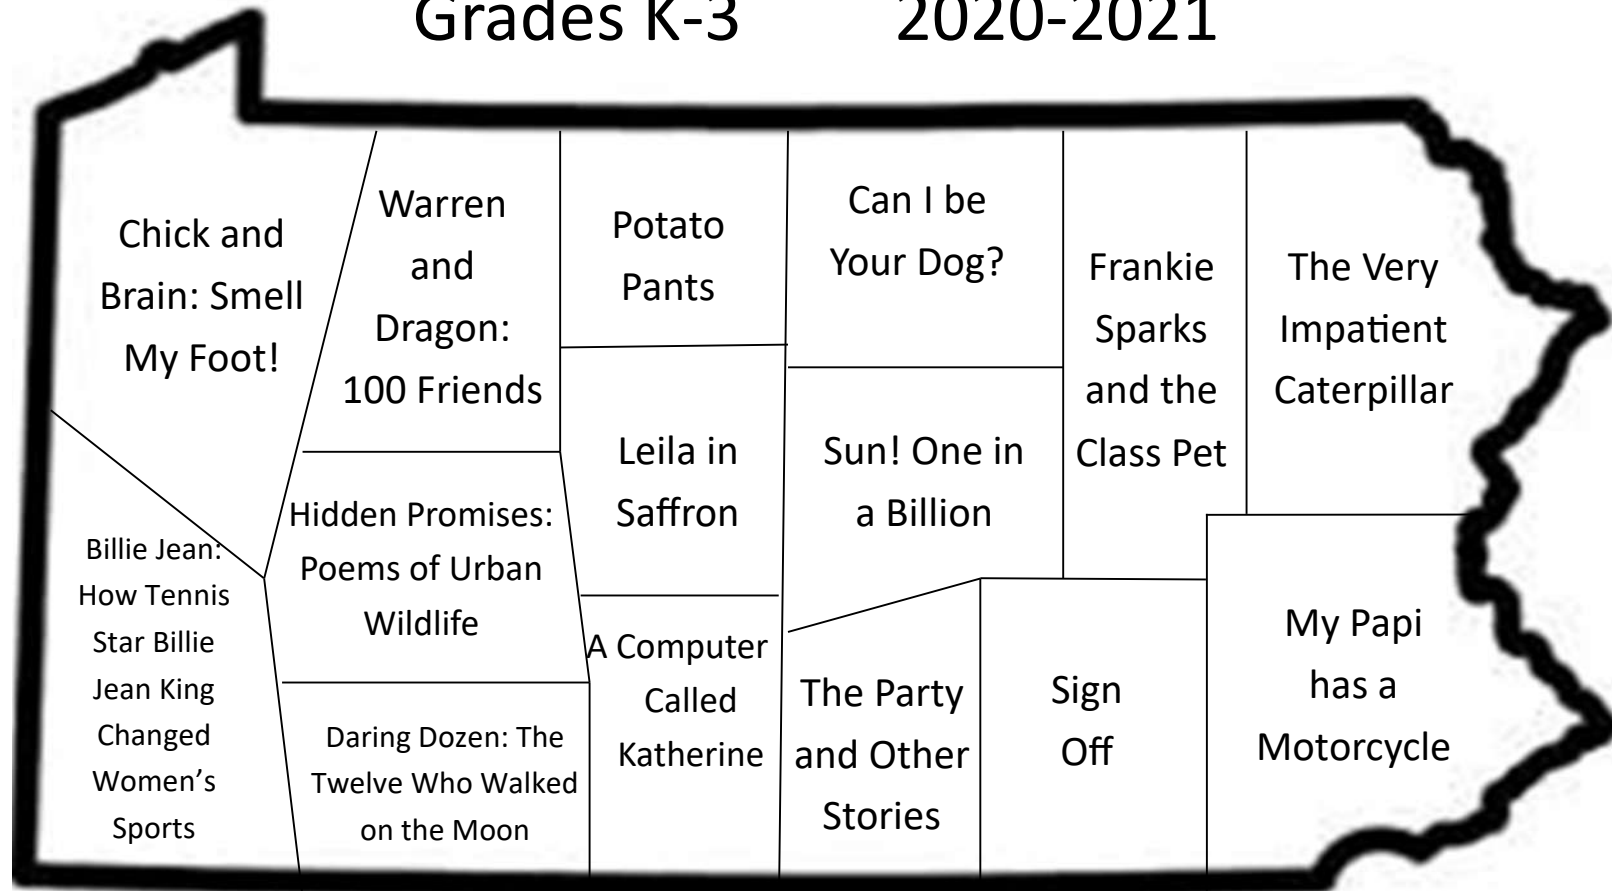 Grades K-3 2020-2021
Chick and
Brain: Smell
My Foot!
Warren
and
Dragon:
100 Friends
Potato
Pants
Can I be
Your Dog?
Frankie
Sparks
and the
Class Pet
The Very
Impatient
Caterpillar
Leila in
Saffron
Sun! One in
a Billion
Billie Jean:
How Tennis
Star Billie
Jean King
Changed
Women’s
Sports
Hidden Promises:
Poems of Urban
Wildlife
Daring Dozen: The
Twelve Who Walked
on the Moon
A Computer
Called
Katherine
The Party
and Other
Stories
Sign
Off
My Papi
has a
Motorcycle